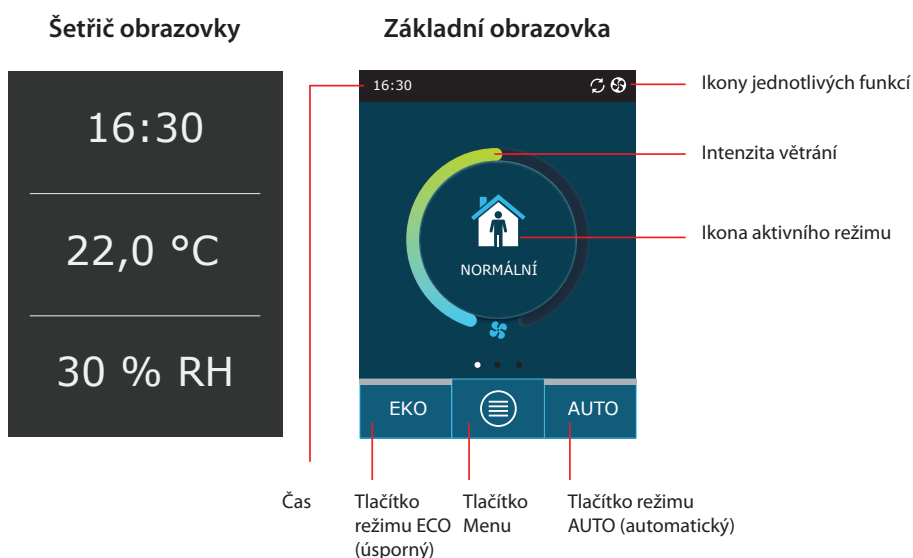 Šetřič obrazovky
Základní obrazovka
16:30
22,0 °C
30 % RH
16:30
NORMÁLNÍ
EKO
AUTO
Ikony jednotlivých funkcí
Intenzita větrání
Ikona aktivního režimu
Čas
Tlačítko
režimu ECO
(úsporný)
Tlačítko
Menu
Tlačítko režimu
AUTO (automatický)